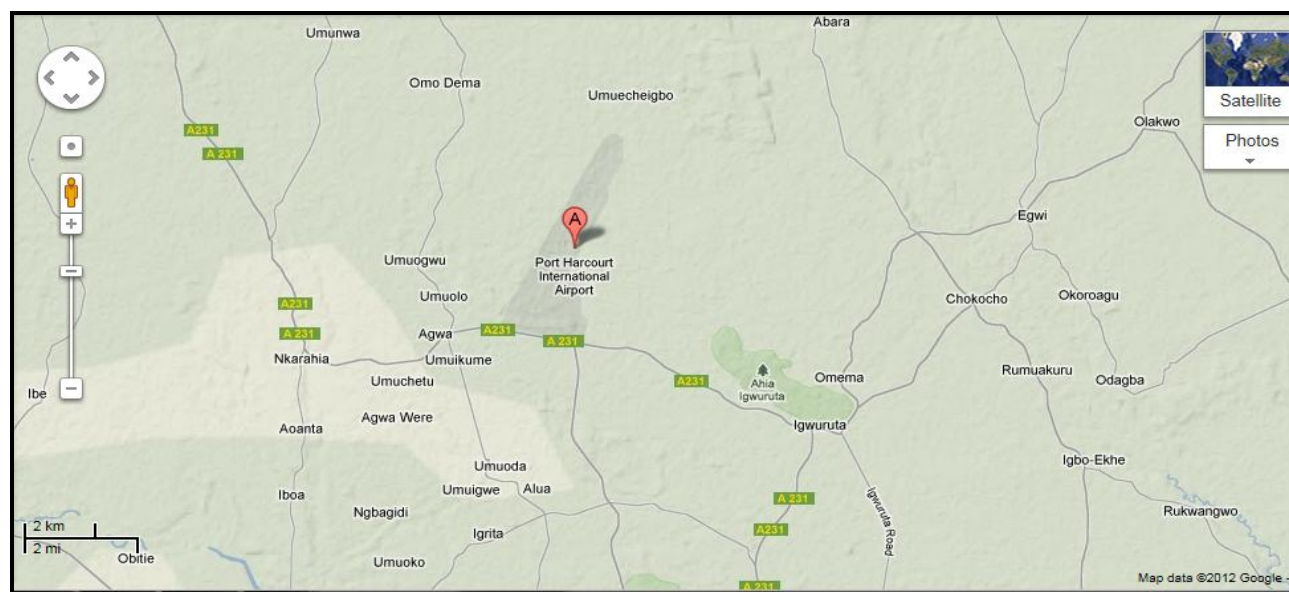 Abara
Umunwa
Omo Dema
Umuecheigbo
Satellite
Olakwo
A231
A 231
Photos
Egwi
A
Umuogwu
Port Harcourt
International
Airport
Umuolo
Chokocho
Okoroagu
A231
A 231
Agwa
A231
A 231
Nkarahia
Umuikume
Ahia
Igwuruta
Omema
Rumuakuru
Odagba
Umuchetu
A231
Ibe
Agwa Were
Aoanta
Igwuruta
Igbo-Ekhe
Umuoda
Iboa
Umuigwe
Alua
A 231
Igwuruta Road
Ngbagidi
Rukwangwo
2 km
2 mi
Igrita
A231
Obitie
Umuoko
A 231
Map data ©2012 Google -